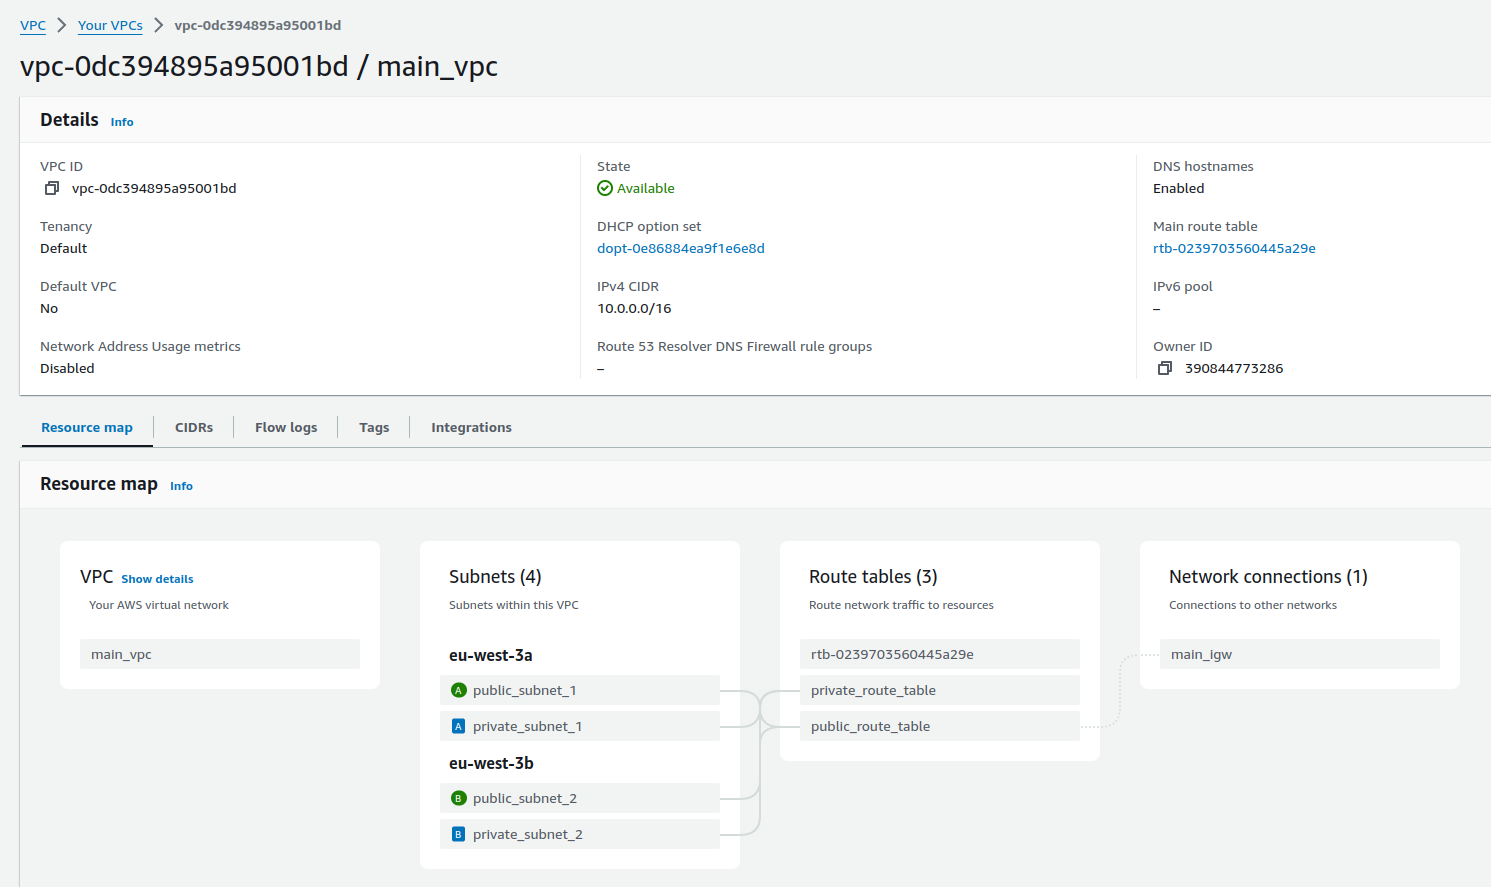 VPC > Your VPCs > vpc-0dc394895a95001bd
vpc-0dc394895a95001bd / main_vpc
Details Info
VPC ID
vpc-0dc394895a95001bd
State
Available
DNS hostnames
Enabled
Tenancy
Default
DHCP option set
dopt-0e86884ea9f1e6e8d
Main route table
rtb-0239703560445a29e
Default VPC
No
IPv4 CIDR
10.0.0.0/16
IPv6 pool
–
Network Address Usage metrics
Disabled
Route 53 Resolver DNS Firewall rule groups
–
Owner ID
390844773286
Resource map
CIDRs
Flow logs
Tags
Integrations
Resource map Info
VPC Show details
Your AWS virtual network
main_vpc
Subnets (4)
Subnets within this VPC
eu-west-3a
A public_subnet_1
A private_subnet_1
eu-west-3b
B public_subnet_2
B private_subnet_2
Route tables (3)
Route network traffic to resources
rtb-0239703560445a29e
private_route_table
public_route_table
Network connections (1)
Connections to other networks
main_igw